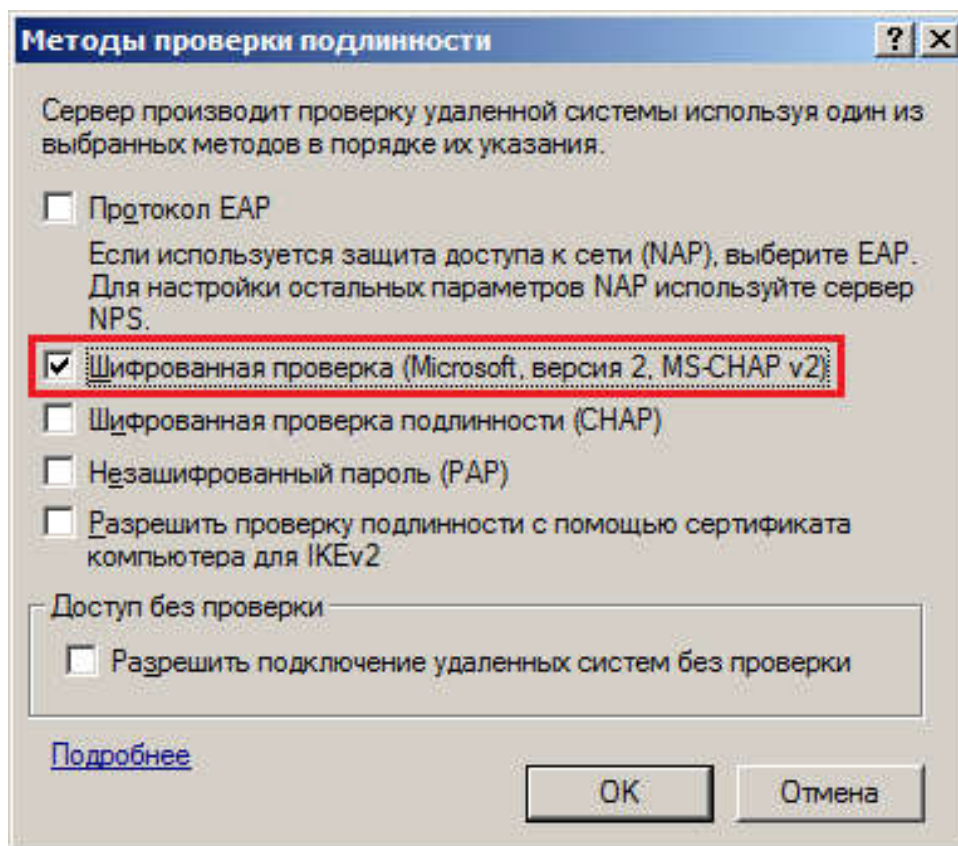 Методы проверки подлинности
Сервер производит проверку удаленной системы используя один из
выбранных методов в порядке их указания.
Протокол EAP
Если используется защита доступа к сети (NAP), выберите EAP.
Для настройки остальных параметров NAP используйте сервер
NPS.
Шифрованная проверка (Microsoft, версия 2, MS-CHAP v2)
Шифрованная проверка подлинности (CHAP)
Незашифрованный пароль (PAP)
Разрешить проверку подлинности с помощью сертификата
компьютера для IKEv2
Доступ без проверки
Разрешить подключение удаленных систем без проверки
Подробнее
OK
Отмена